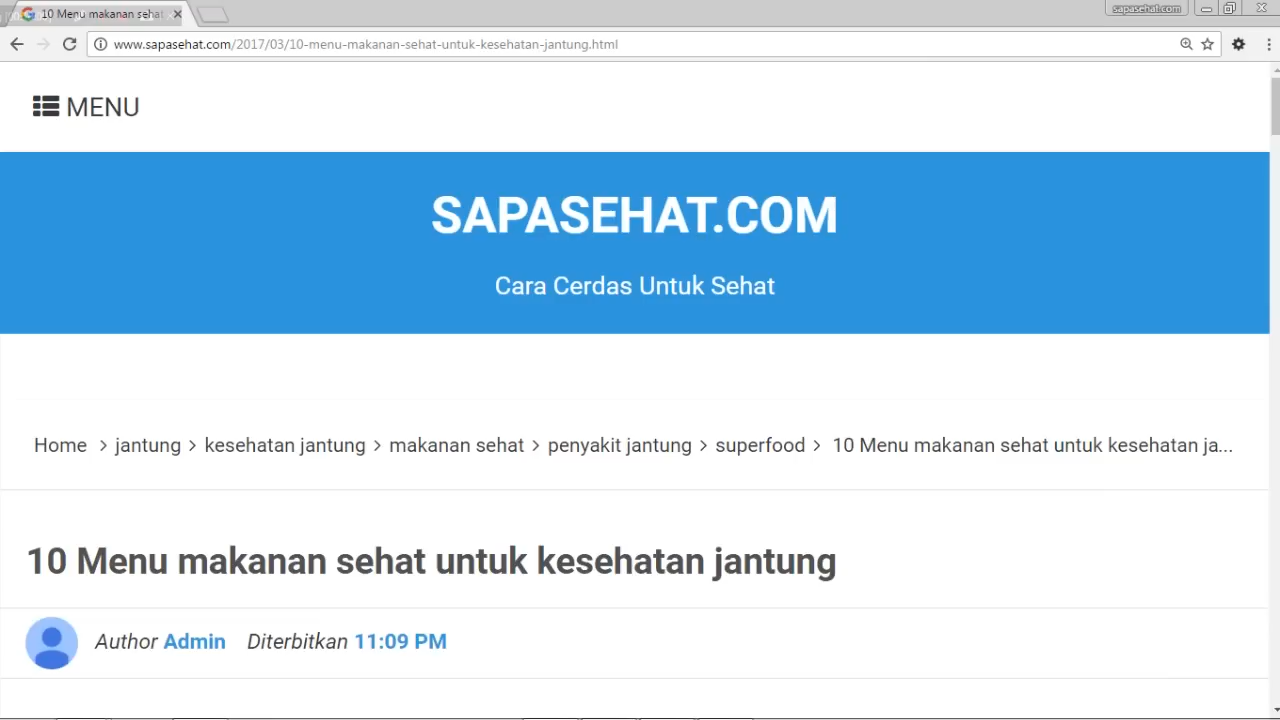 10 Menu makanan sehat
sapasehat.com
www.sapasehat.com/2017/03/10-menu-makanan-sehat-untuk-kesehatan-jantung.html
MENU
SAPASEHAT.COM
Cara Cerdas Untuk Sehat
Home > jantung > kesehatan jantung > makanan sehat > penyakit jantung > superfood > 10 Menu makanan sehat untuk kesehatan ja...
10 Menu makanan sehat untuk kesehatan jantung
Author Admin Diterbitkan 11:09 PM